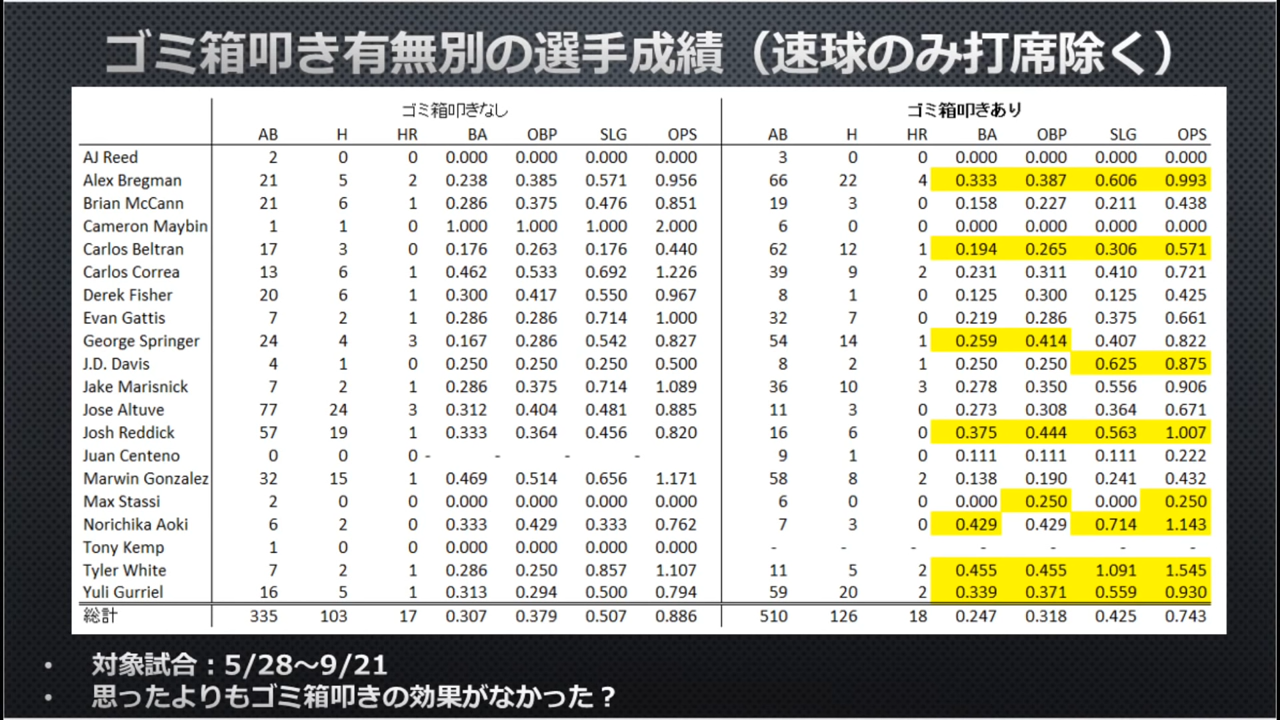 ゴミ箱叩き有無別の選手成績（速球のみ打席除く）
ゴミ箱叩きなし ゴミ箱叩きあり
AB H HR BA OBP SLG OPS AB H HR BA OBP SLG OPS
AJ Reed 2 0 0 0.000 0.000 0.000 0.000 3 0 0 0.000 0.000 0.000 0.000
Alex Bregman 21 5 2 0.238 0.385 0.571 0.956 66 22 4 0.333 0.387 0.606 0.993
Brian McCann 21 6 1 0.286 0.375 0.476 0.851 19 3 0 0.158 0.227 0.211 0.438
Cameron Maybin 1 1 0 1.000 1.000 1.000 2.000 6 0 0 0.000 0.000 0.000 0.000
Carlos Beltran 17 3 0 0.176 0.263 0.176 0.440 62 12 1 0.194 0.265 0.306 0.571
Carlos Correa 13 6 1 0.462 0.533 0.692 1.226 39 9 2 0.231 0.311 0.410 0.721
Derek Fisher 20 6 1 0.300 0.417 0.550 0.967 8 1 0 0.125 0.300 0.125 0.425
Evan Gattis 7 2 1 0.286 0.286 0.714 1.000 32 7 0 0.219 0.286 0.375 0.661
George Springer 24 4 3 0.167 0.286 0.542 0.827 54 14 1 0.259 0.414 0.407 0.822
J.D. Davis 4 1 0 0.250 0.250 0.250 0.500 8 2 1 0.250 0.250 0.625 0.875
Jake Marisnick 7 2 1 0.286 0.375 0.714 1.089 36 10 3 0.278 0.350 0.556 0.906
Jose Altuve 77 24 3 0.312 0.404 0.481 0.885 11 3 0 0.273 0.308 0.364 0.671
Josh Reddick 57 19 1 0.333 0.364 0.456 0.820 16 6 0 0.375 0.444 0.563 1.007
Juan Centeno 0 0 0 - - - - 9 1 0 0.111 0.111 0.111 0.222
Marwin Gonzalez 32 15 1 0.469 0.514 0.656 1.171 58 8 2 0.138 0.190 0.241 0.432
Max Stassi 2 0 0 0.000 0.000 0.000 0.000 6 0 0 0.000 0.250 0.000 0.250
Norichika Aoki 6 2 0 0.333 0.429 0.333 0.762 7 3 0 0.429 0.429 0.714 1.143
Tony Kemp 1 0 0 0.000 0.000 0.000 0.000 - - - - - - -
Tyler White 7 2 1 0.286 0.250 0.857 1.107 11 5 2 0.455 0.455 1.091 1.545
Yuli Gurriel 16 5 1 0.313 0.294 0.500 0.794 59 20 2 0.339 0.371 0.559 0.930
総計 335 103 17 0.307 0.379 0.507 0.886 510 126 18 0.247 0.318 0.425 0.743
• 対象試合：5/28～9/21
• 思ったよりもゴミ箱叩きの効果がなかった？